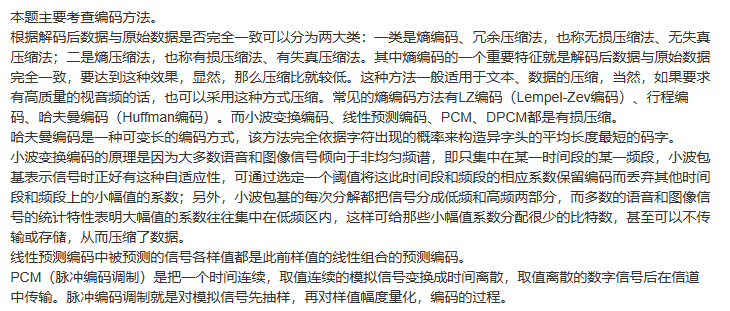 本题主要考查编码方法。
根据解码后数据与原始数据是否完全一致可以分为两大类：一类是熵编码、冗余压缩法，也称无损压缩法、无失真
压缩法；二是熵压缩法，也称有损压缩法、有失真压缩法。其中熵编码的一个重要特征就是解码后数据与原始数据
完全一致，要达到这种效果，显然，那么压缩比就较低。这种方法一般适用于文本、数据的压缩，当然，如果要求
有高质量的视音频的话，也可以采用这种方式压缩。常见的熵编码方法有LZ编码（Lempel-Zev编码）、行程编
码、哈夫曼编码（Huffman编码）。而小波变换编码、线性预测编码、PCM、DPCM都是有损压缩。
哈夫曼编码是一种可变长的编码方式，该方法完全依据字符出现的概率来构造异字头的平均长度最短的码字。
小波变换编码的原理是因为大多数语音和图像信号倾向于非均匀频谱，即只集中在某一时间段的某一频段，小波包
基表示信号时正好有这种自适应性，可通过选定一个阈值将这此时间段和频段的相应系数保留编码而丢弃其他时间
段和频段上的小幅值的系数；另外，小波包基的每次分解都把信号分成低频和高频两部分，而多数的语音和图像信
号的统计特性表明大幅值的系数往往集中在低频区内，这样可给那些小幅值系数分配很少的比特数，甚至可以不传
输或存储，从而压缩了数据。
线性预测编码中被预测的信号各样值都是此前样值的线性组合的预测编码。
PCM（脉冲编码调制）是把一个时间连续，取值连续的模拟信号变换成时间离散，取值离散的数字信号后在信道
中传输。脉冲编码调制就是对模拟信号先抽样，再对样值幅度量化，编码的过程。